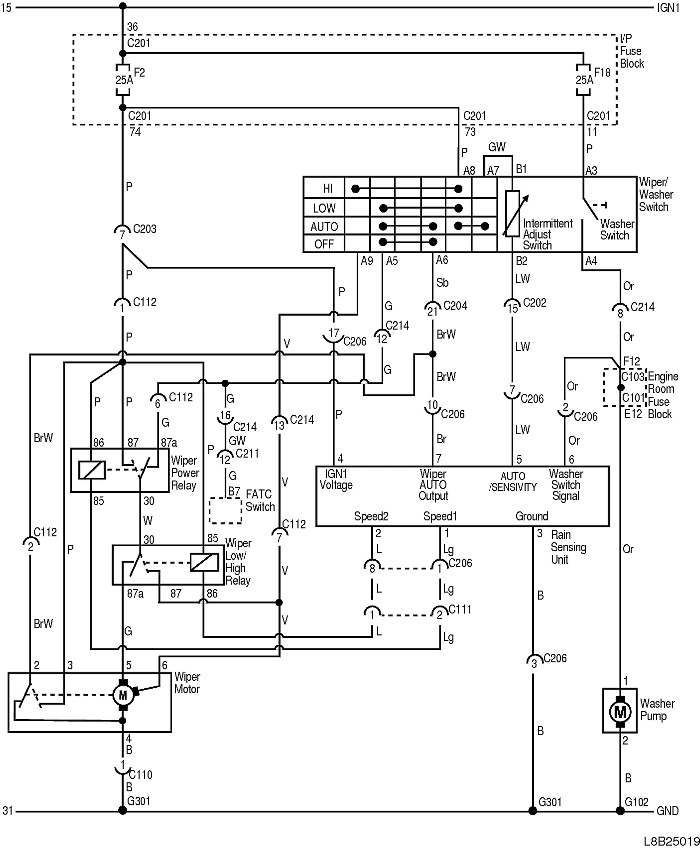 15 IGN1
36
C201
I/P
Fuse
Block
F2
25A
F18
25A
C201
74
C201
73
C201
11
P
P
GW
P
A8 A7 B1 A3
Wiper/
Washer
Switch
HI
LOW
AUTO
OFF
Intermittent
Adjust
Switch
Washer
Switch
A9 A5 A6 B2 A4
7 C203
P
P
G
Sb
LW
Or
1 C112
21 C204
15 C202
8 C214
P
V
17 C206
12 C214
BrW
LW
Or
F12
C103
C101
E12
Engine
Room
Fuse
Block
P P
6 C112
G
G
16 C214
GW
12 C211
P
G
B7
FATC
Switch
13 C214
G
P
BrW
10 C206
Br
7 C206
LW
Or
2 C206
Or
BrW
86 87 87a
Wiper
Power
Relay
85 30
W
V
4 7 5 6
IGN1
Voltage
Wiper
AUTO
Output
AUTO
/SENSIVITY
Washer
Switch
Signal
Speed2 Speed1 Ground
2 1 3
Rain
Sensing
Unit
C112
2
P
7 C112
30 85
Wiper
Low/
High
Relay
87a 87 86
V
L Lg
8 1 C206
L Lg
1 2 C111
L Lg
B
Or
BrW
G
V
3 C206
2 3 5 6
M
Wiper
Motor
4
B
1 C110
B
G301
B
1
M
Washer
Pump
2
B
G301
G102
31 GND
L8B25019